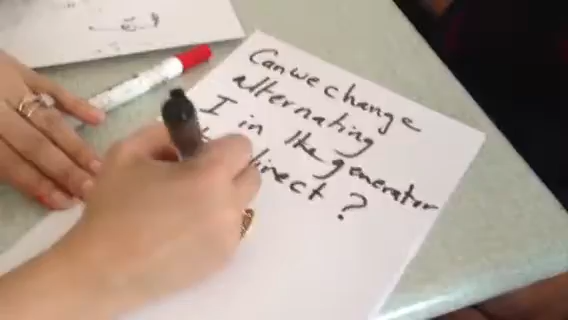 Can we change
alternating
I in the generator
direct ?